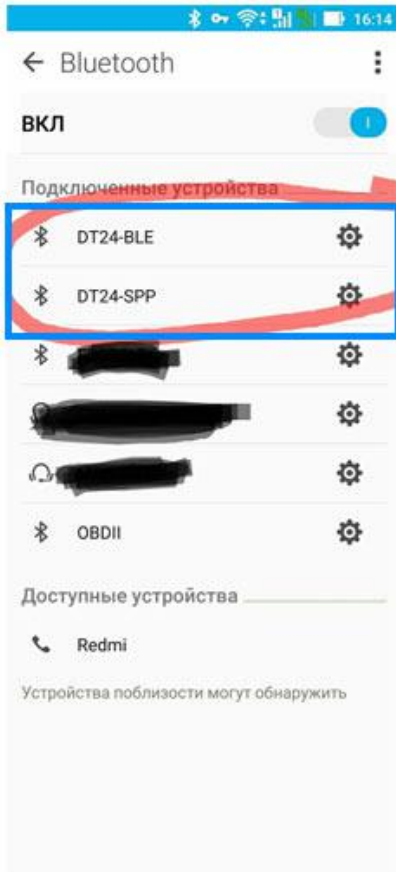 16:14
Bluetooth
ВКЛ
Подключенные устройства
DT24-BLE
DT24-SPP
OBDII
Доступные устройства
Redmi
Устройства поблизости могут обнаружить